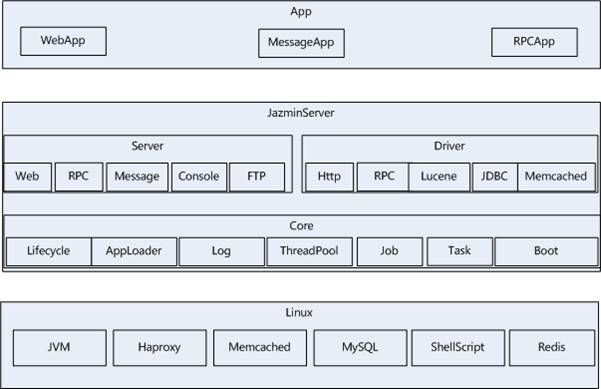 App
WebApp MessageApp RPCApp
JazminServer
Server Driver
Web RPC Message Console FTP Http RPC Lucene JDBC Memcached
Core
Lifecycle AppLoader Log ThreadPool Job Task Boot
Linux
JVM Haproxy Memcached MySQL ShellScript Redis